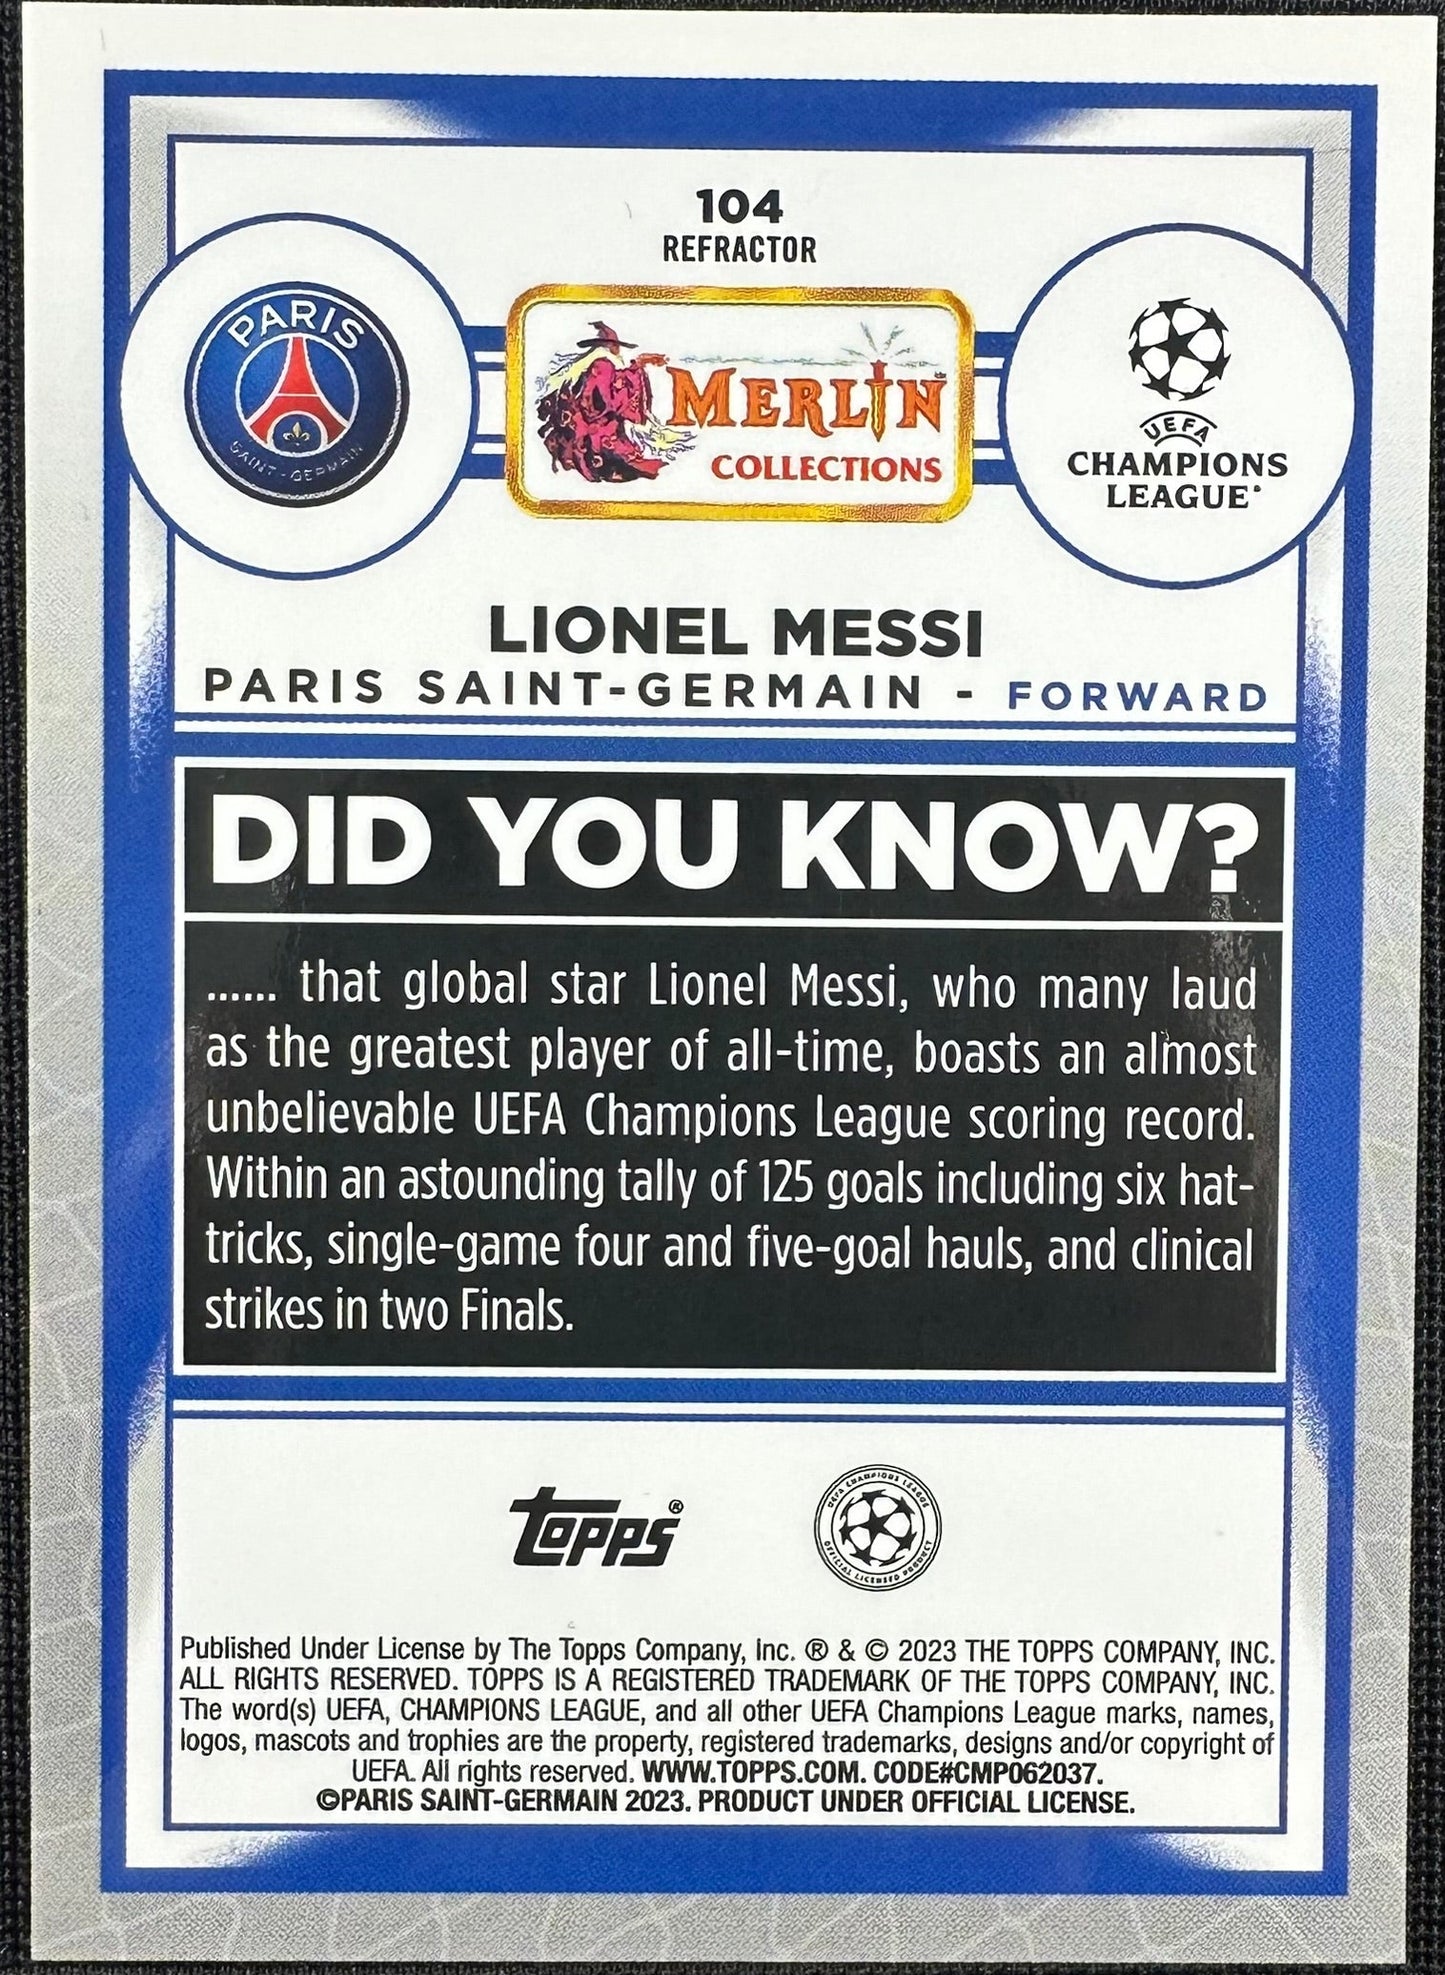 104
REFRACTOR
PARIS
SAINT-GERMAIN
MERLIN
COLLECTIONS
UEFA
CHAMPIONS
LEAGUE
LIONEL MESSI
PARIS SAINT-GERMAIN - FORWARD
DID YOU KNOW?
...... that global star Lionel Messi, who many laud
as the greatest player of all-time, boasts an almost
unbelievable UEFA Champions League scoring record.
Within an astounding tally of 125 goals including six hat-
tricks, single-game four and five-goal hauls, and clinical
strikes in two Finals.
Topps®
UEFA CHAMPIONS LEAGUE
OFFICIAL LICENSED PRODUCT
Published Under License by The Topps Company, Inc. ® & © 2023 THE TOPPS COMPANY, INC.
ALL RIGHTS RESERVED. TOPPS IS A REGISTERED TRADEMARK OF THE TOPPS COMPANY, INC.
The word(s) UEFA, CHAMPIONS LEAGUE, and all other UEFA Champions League marks, names,
logos, mascots and trophies are the property, registered trademarks, designs and/or copyright of
UEFA. All rights reserved. WWW.TOPPS.COM. CODE#CMP062037.
©PARIS SAINT-GERMAIN 2023. PRODUCT UNDER OFFICIAL LICENSE.